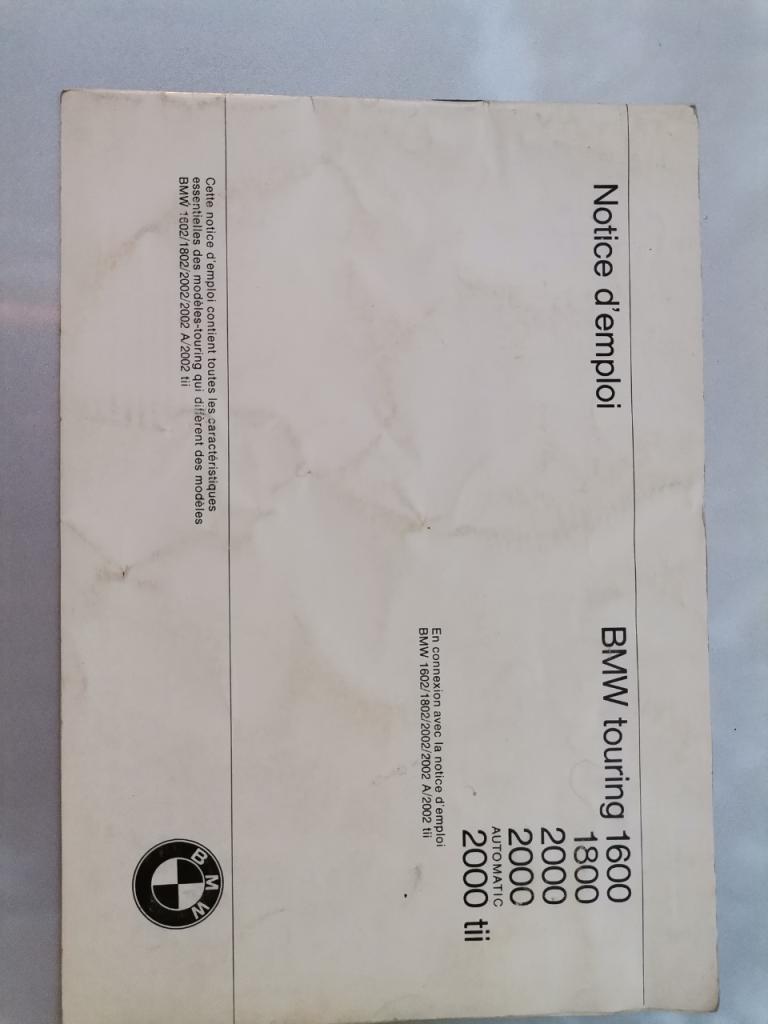 Notice d'emploi
BMW touring 1600
1800
2000
2000
AUTOMATIC
2000 tii
En connexion avec la notice d'emploi
BMW 1602/1802/2002/2002 A/2002 tii
Cette notice d'emploi contient toutes les caractéristiques
essentielles des modèles-touring qui diffèrent des modèles
BMW 1602/1802/2002/2002 A/2002 tii
BMW